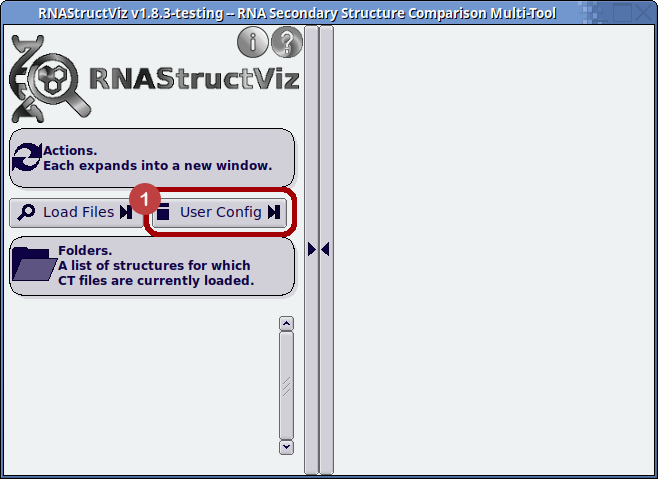 RNAStructViz v1.8.3-testing -- RNA Secondary Structure Comparison Multi-Tool
i ?
RNAStructViz
Actions.
Each expands into a new window.
1
Load Files User Config
Folders.
A list of structures for which
CT files are currently loaded.